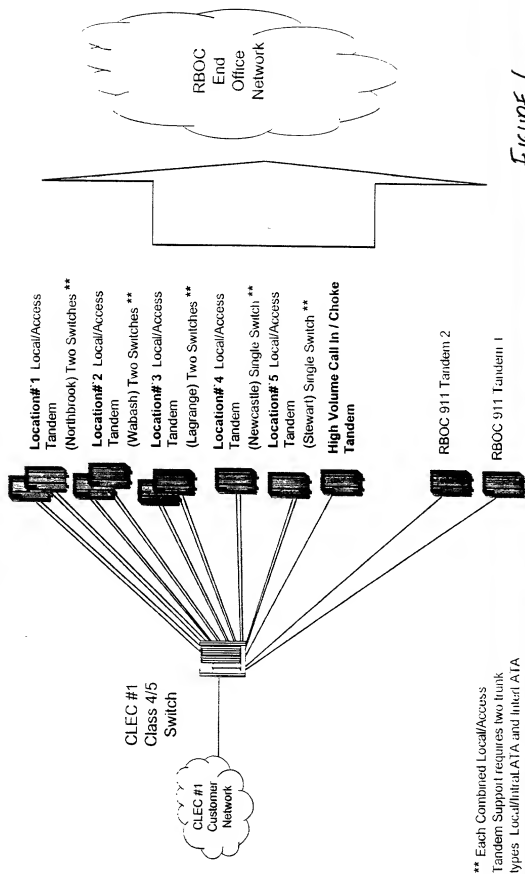 CLEC #1
Customer
Network
CLEC #1
Class 4/5
Switch
Location# 1 Local/Access
Tandem
(Northbrook) Two Switches **
Location# 2 Local/Access
Tandem
(Wabash) Two Switches **
Location# 3 Local/Access
Tandem
(Lagrange) Two Switches **
Location# 4 Local/Access
Tandem
(Newcastle) Single Switch **
Location# 5 Local/Access
Tandem
(Stewart) Single Switch **
High Volume Call In / Choke
Tandem
RBOC 911 Tandem 2
RBOC 911 Tandem 1
RBOC
End
Office
Network
** Each Combined Local/Access
Tandem Support requires two trunk
types Local/IntraLATA and InterLATA
FIGURE 1